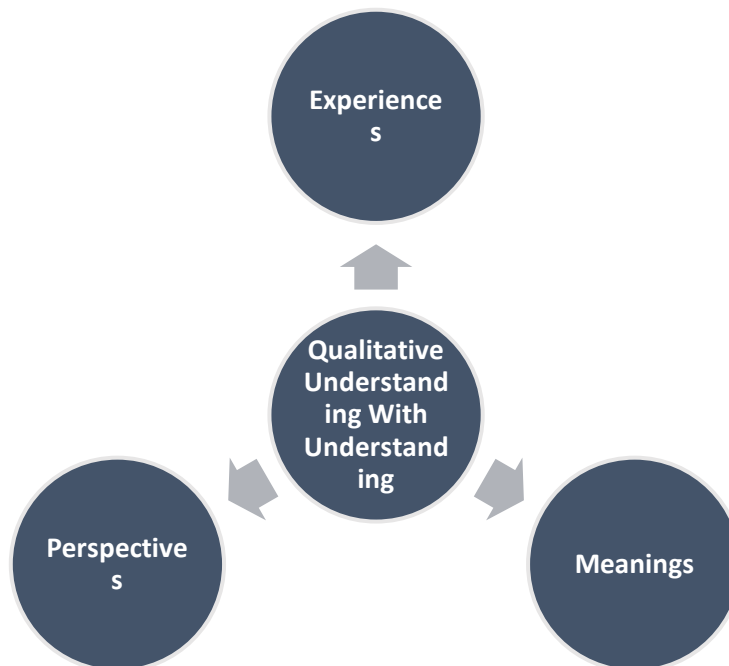 Experience
s
Qualitative
Understand
ing With
Understand
ing
Perspective
s
Meanings